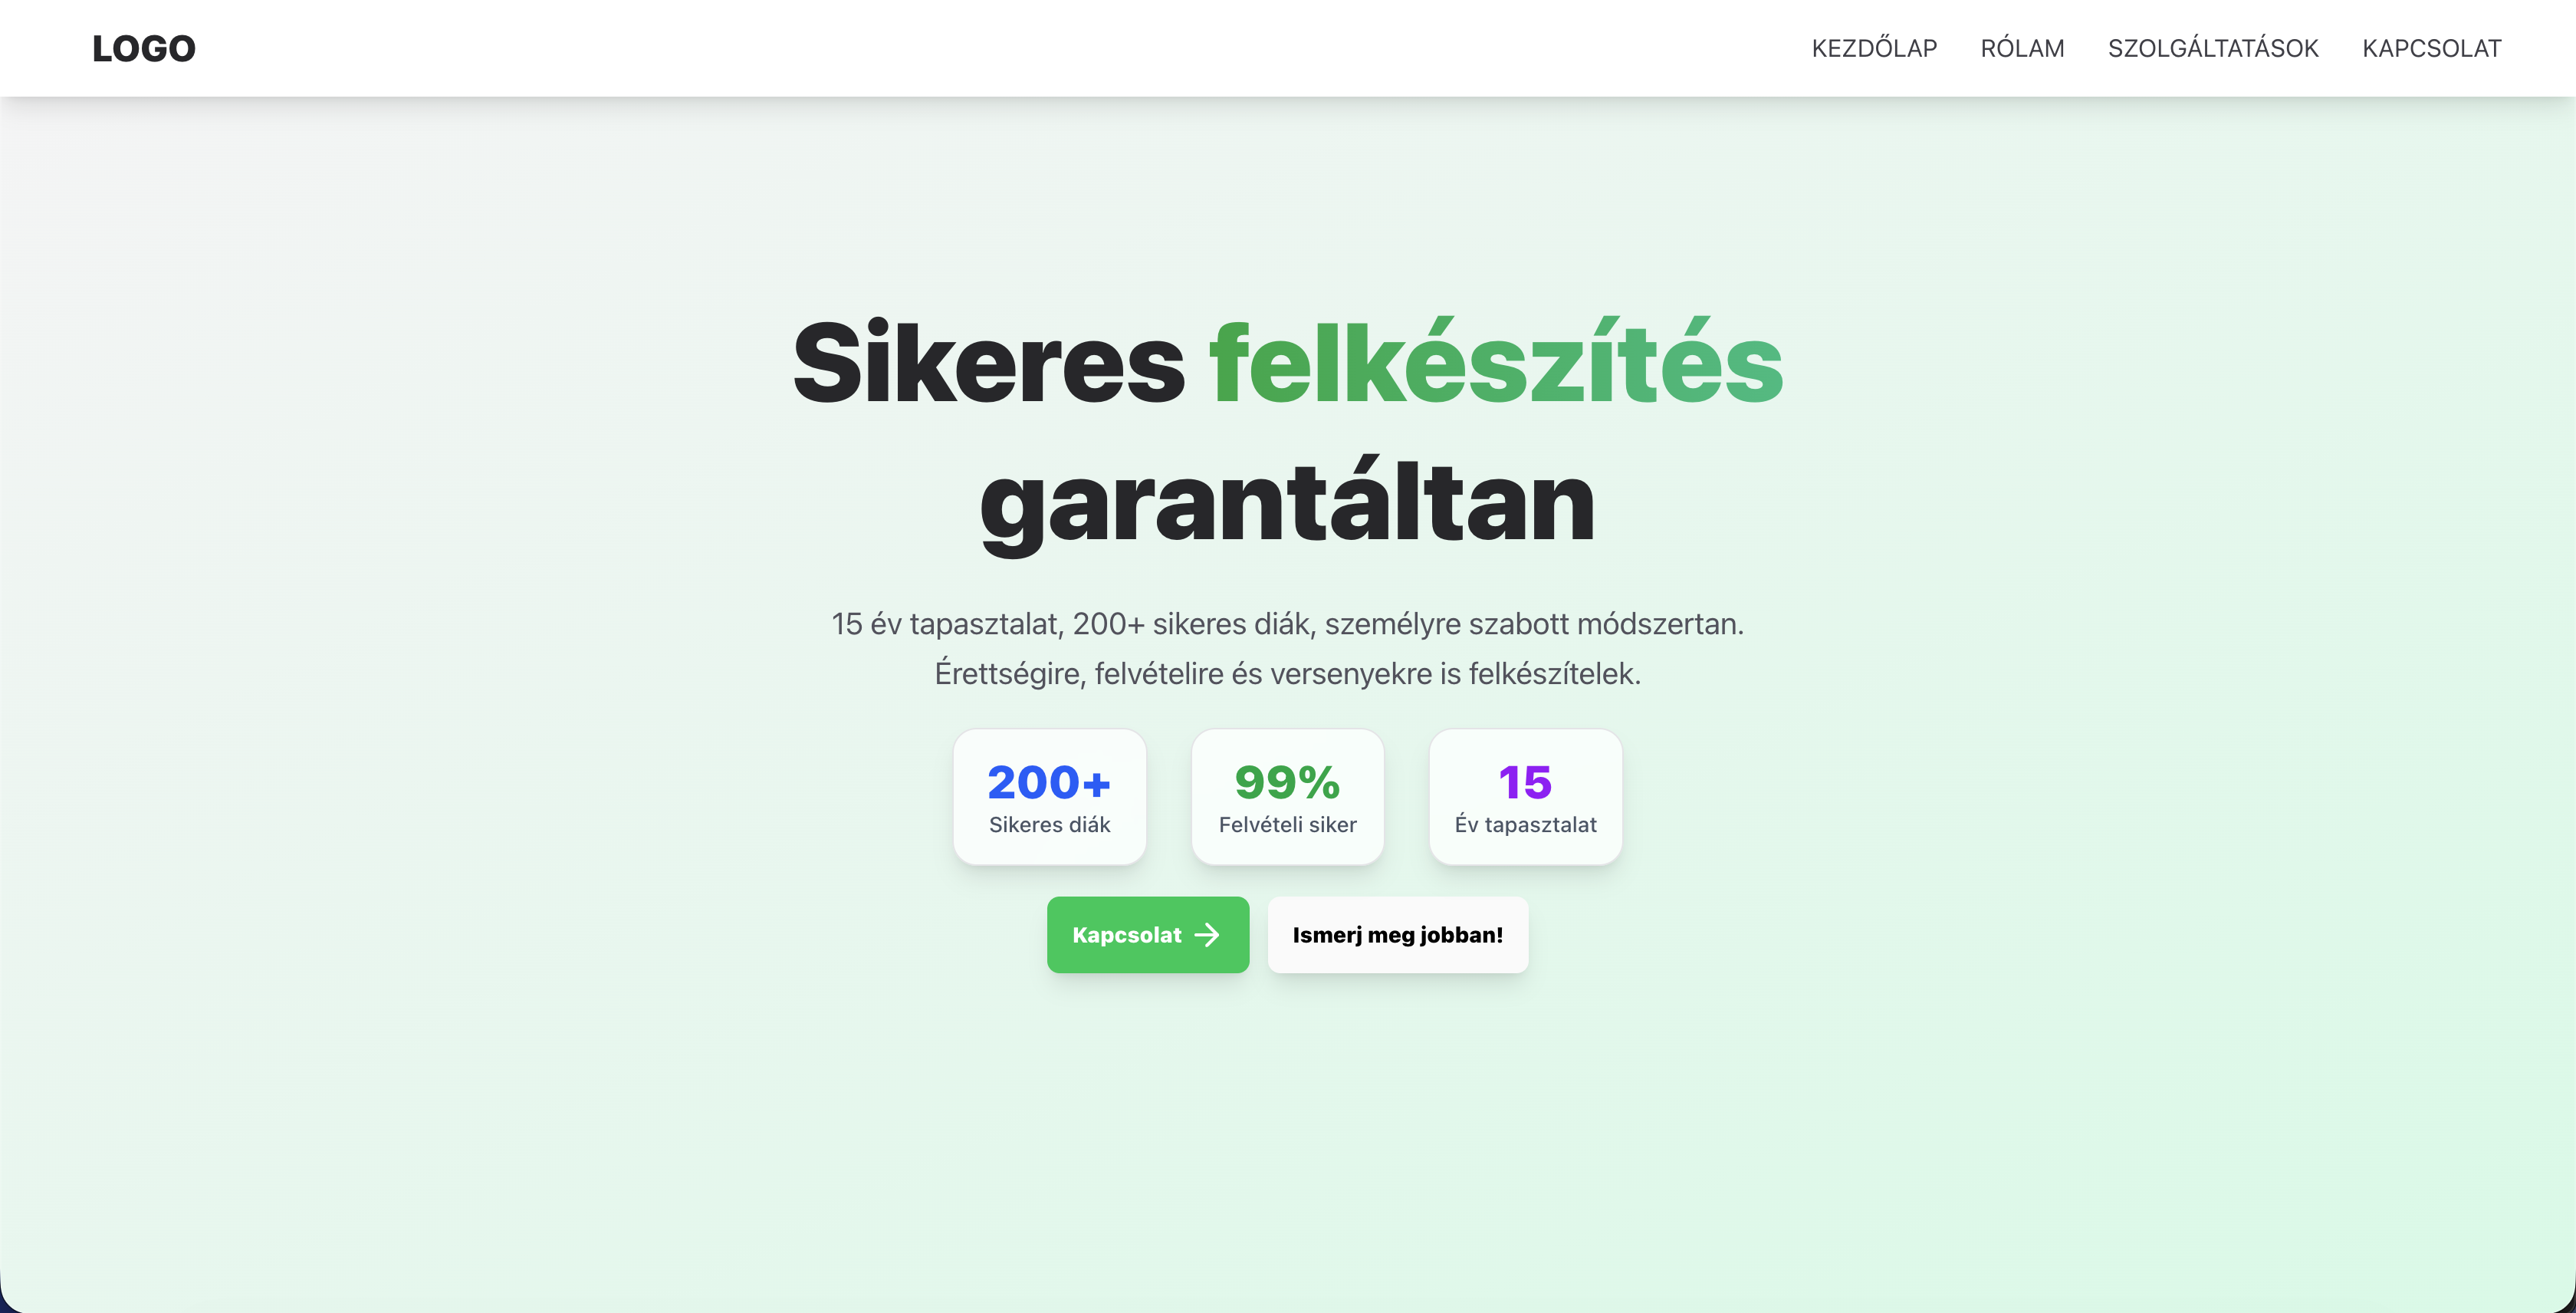 LOGO
KEZDŐLAP RÓLAM SZOLGÁLTATÁSOK KAPCSOLAT
Sikeres felkészítés
garantáltan
15 év tapasztalat, 200+ sikeres diák, személyre szabott módszertan.
Érettségire, felvételire és versenyekre is felkészítelek.
200+
Sikeres diák
99%
Felvételi siker
15
Év tapasztalat
Kapcsolat →
Ismerj meg jobban!